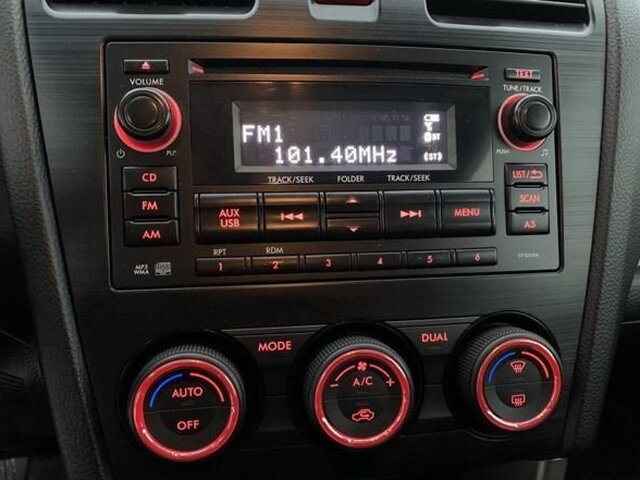 TEXT
VOLUME
TUNE/TRACK
FM1
ST
101.40MHz (ST)
PUSH
TRACK/SEEK FOLDER TRACK/SEEK
CD
LIST/
FM
AUX
USB
MENU
SCAN
AM
AS
RPT RDM
1 2 3 4 5 6
MP3
WMA
MODE
DUAL
AUTO
OFF
- A/C +